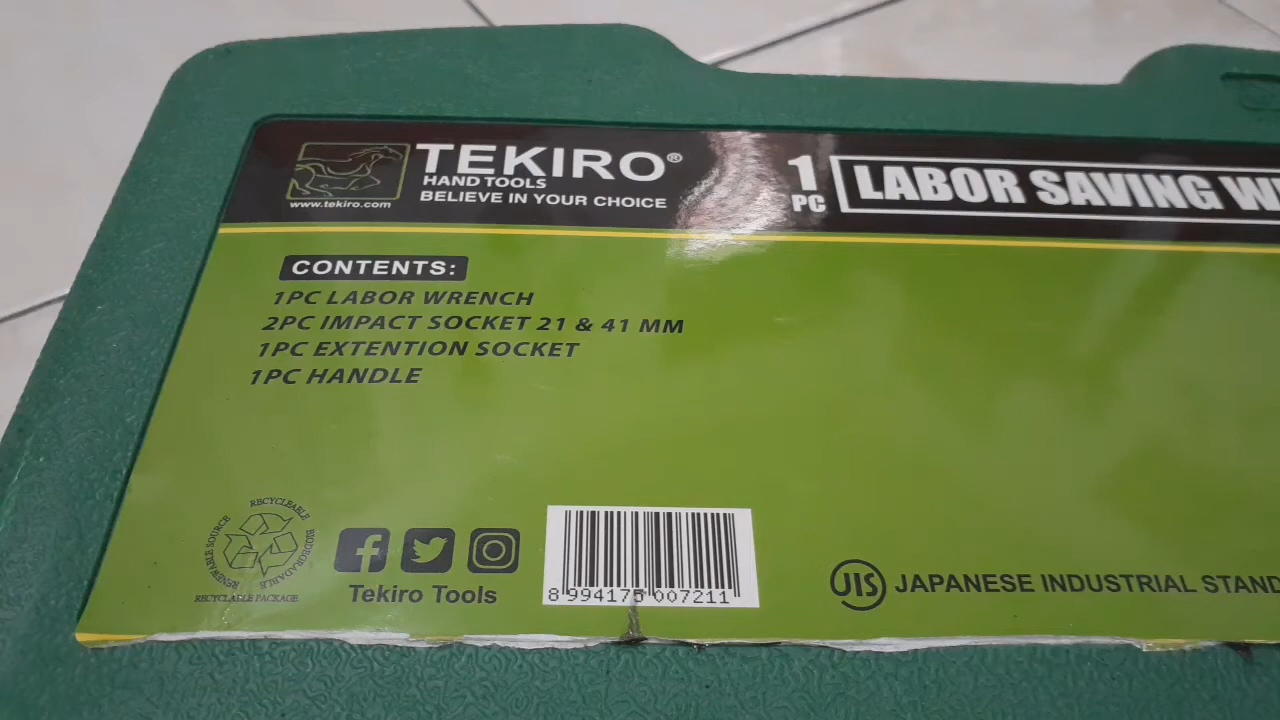 TEKIRO®
HAND TOOLS
BELIEVE IN YOUR CHOICE
www.tekiro.com
1
PC
LABOR SAVING
CONTENTS:
1PC LABOR WRENCH
2PC IMPACT SOCKET 21 & 41 MM
1PC EXTENTION SOCKET
1PC HANDLE
RECYCLEABLE
BIODEGRADABLE
RENEWABLE SOURCE
RECYCLABLE PACKAGE
Tekiro Tools
8 994175 007211
JIS JAPANESE INDUSTRIAL STAND